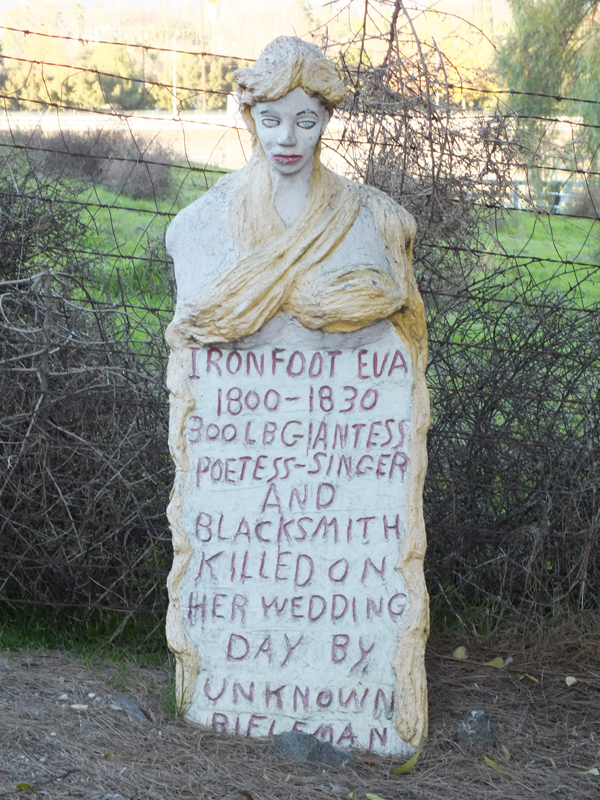 IRONFOOT EVA
1800-1830
300LB GIANTESS
POETESS-SINGER
AND
BLACKSMITH
KILLED ON
HER WEDDING
DAY BY
UNKNOWN
RIFLEMAN